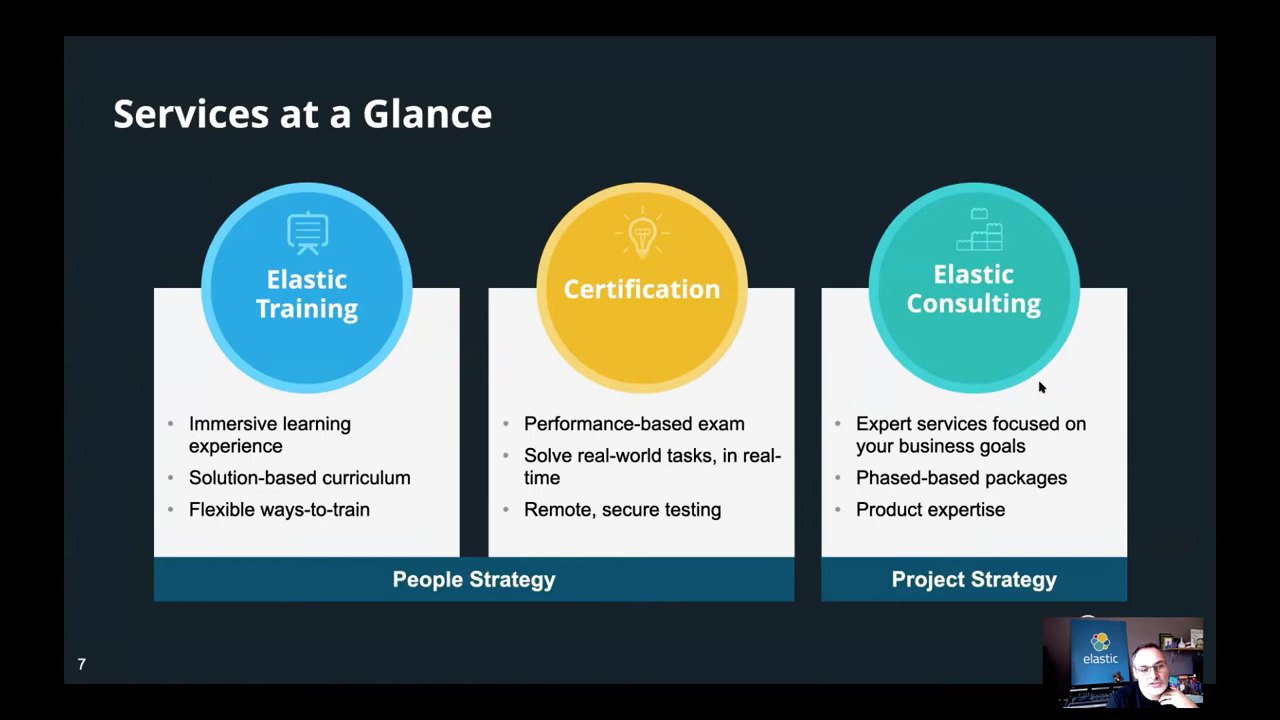 Services at a Glance
Elastic
Training
Certification
Elastic
Consulting
• Immersive learning
experience
• Solution-based curriculum
• Flexible ways-to-train
• Performance-based exam
• Solve real-world tasks, in real-
time
• Remote, secure testing
• Expert services focused on
your business goals
• Phased-based packages
• Product expertise
People Strategy
Project Strategy
7
elastic